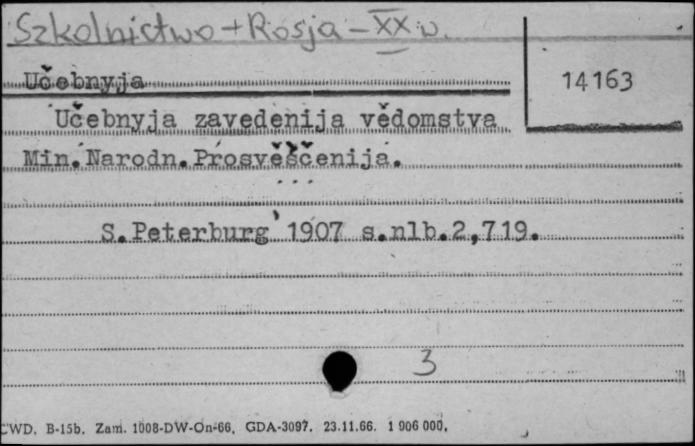 Szkolnictwo + Rosja - XX w.
Učebnyja
14163
Učebnyja zavedenija vědomstva
Min. Narodn. Prosvěščenija.
...
S. Peterburg 1907 s.nlb.2,719.
3
CWD. B-15b. Zam. 1008-DW-On-66. GDA-3097. 23.11.66. 1 906 000.